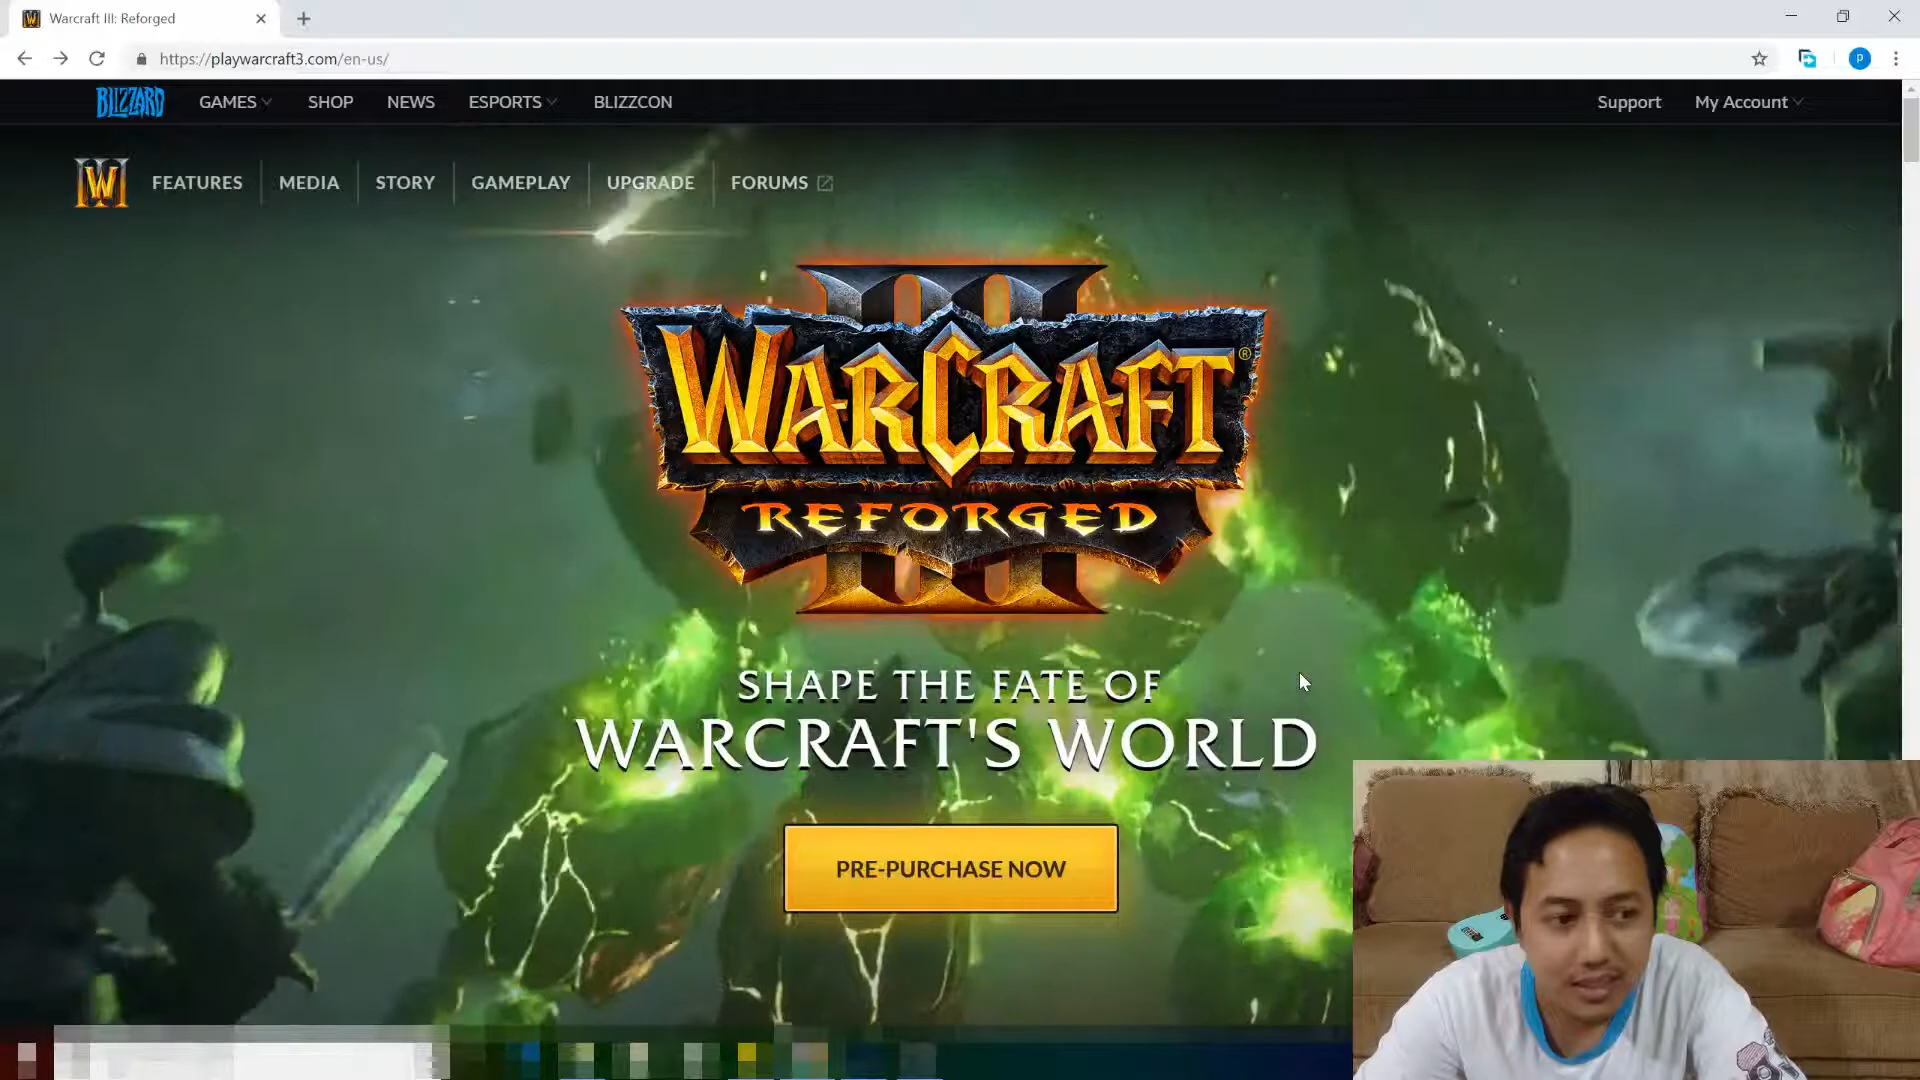 Warcraft III: Reforged
https://playwarcraft3.com/en-us/
P
BLIZZARD GAMES SHOP NEWS ESPORTS BLIZZCON Support My Account
W FEATURES MEDIA STORY GAMEPLAY UPGRADE FORUMS
WARCRAFT®
REFORGED
III
SHAPE THE FATE OF
WARCRAFT'S WORLD
PRE-PURCHASE NOW